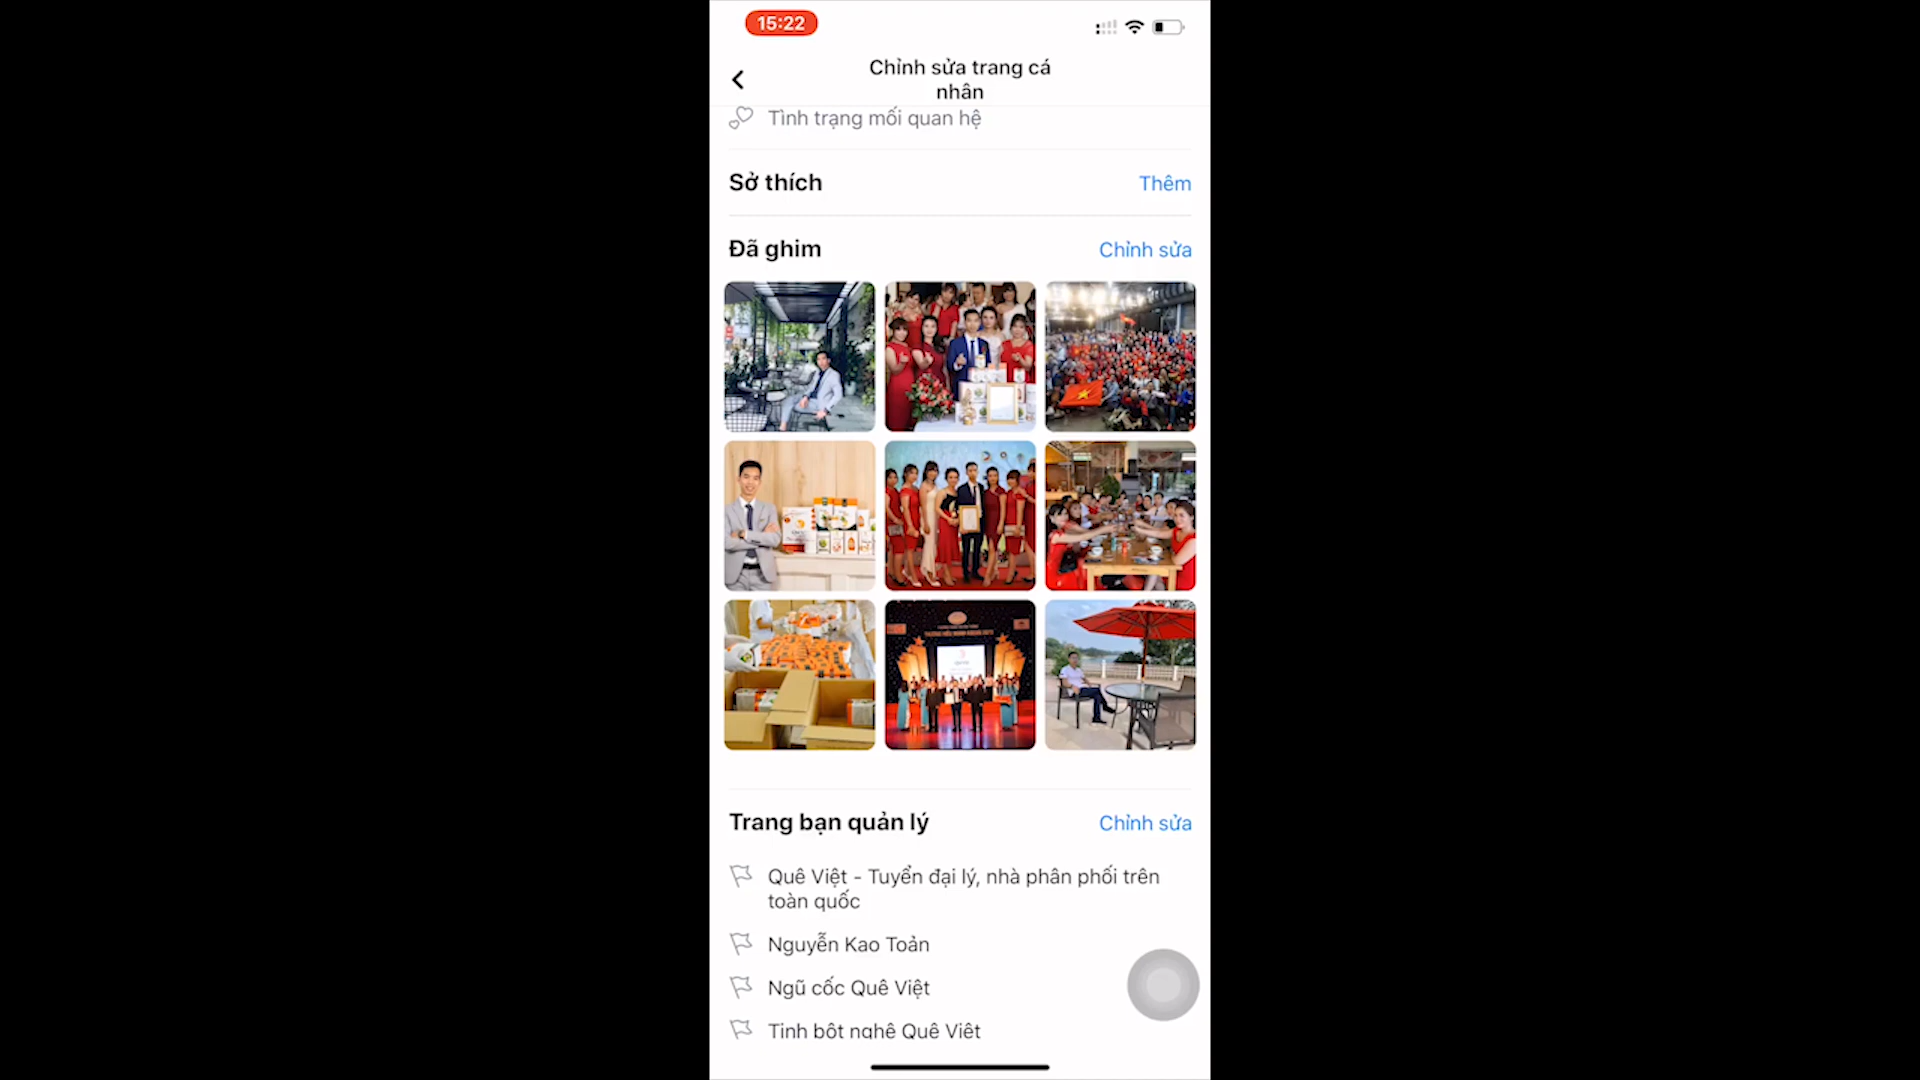 15:22
Chỉnh sửa trang cá
nhân
Tình trạng mối quan hệ
Sở thích
Thêm
Đã ghim
Chỉnh sửa
Trang bạn quản lý
Chỉnh sửa
Quê Việt - Tuyển đại lý, nhà phân phối trên
toàn quốc
Nguyễn Kao Toản
Ngũ cốc Quê Việt
Tinh bột nghệ Quê Việt